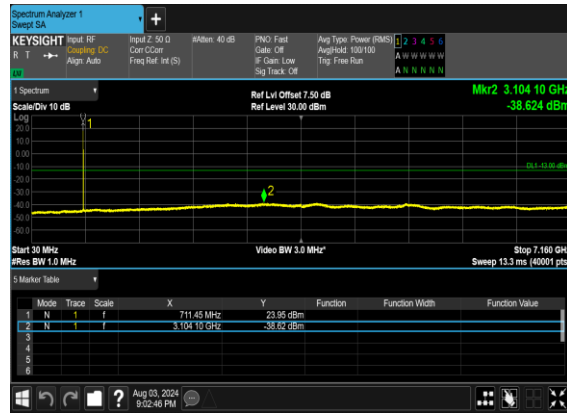 Spectrum Analyzer 1
Swept SA
+
KEYSIGHT Input: RF Input Z: 50 Ω #Atten: 40 dB PNO: Fast Avg Type: Power (RMS) 1 2 3 4 5 6
R T Coupling: DC Corr CCorr Gate: Off Avg|Hold: 100/100 A W W W W W
Align: Auto Freq Ref: Int (S) IF Gain: Low Trig: Free Run
Sig Track: Off A N N N N N
1 Spectrum Ref Lvl Offset 7.50 dB Mkr2 3.104 10 GHz
Scale/Div 10 dB Ref Level 30.00 dBm -38.624 dBm
Log
1
20.0
10.0
0.00
-10.0
DL1 -13.00 dBm
-20.0
-30.0
2
-40.0
-50.0
-60.0
Start 30 MHz Video BW 3.0 MHz* Stop 7.160 GHz
#Res BW 1.0 MHz Sweep 13.3 ms (40001 pts)
5 Marker Table
Mode Trace Scale X Y Function Function Width Function Value
1 N 1 f 711.45 MHz 23.95 dBm
2 N 1 f 3.104 10 GHz -38.62 dBm
3
4
5
6
? Aug 03, 2024
9:02:46 PM